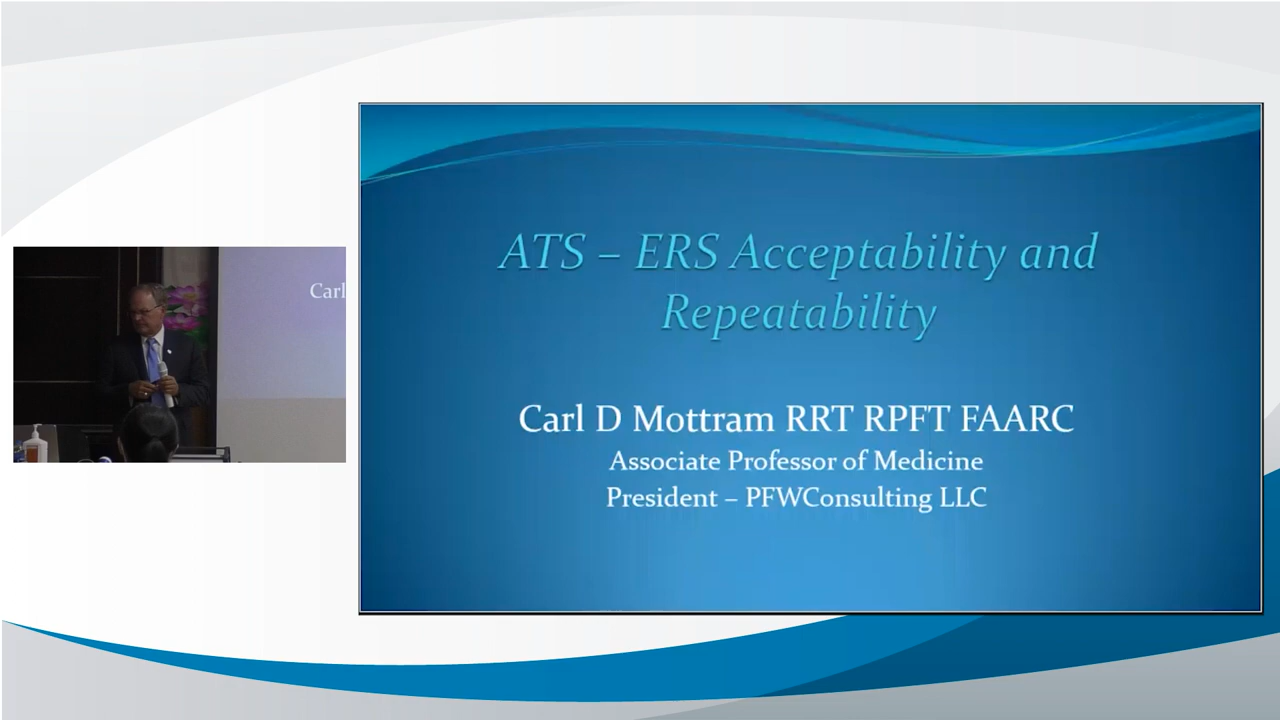 Carl
ATS – ERS Acceptability and
Repeatability
Carl D Mottram RRT RPFT FAARC
Associate Professor of Medicine
President – PFWConsulting LLC